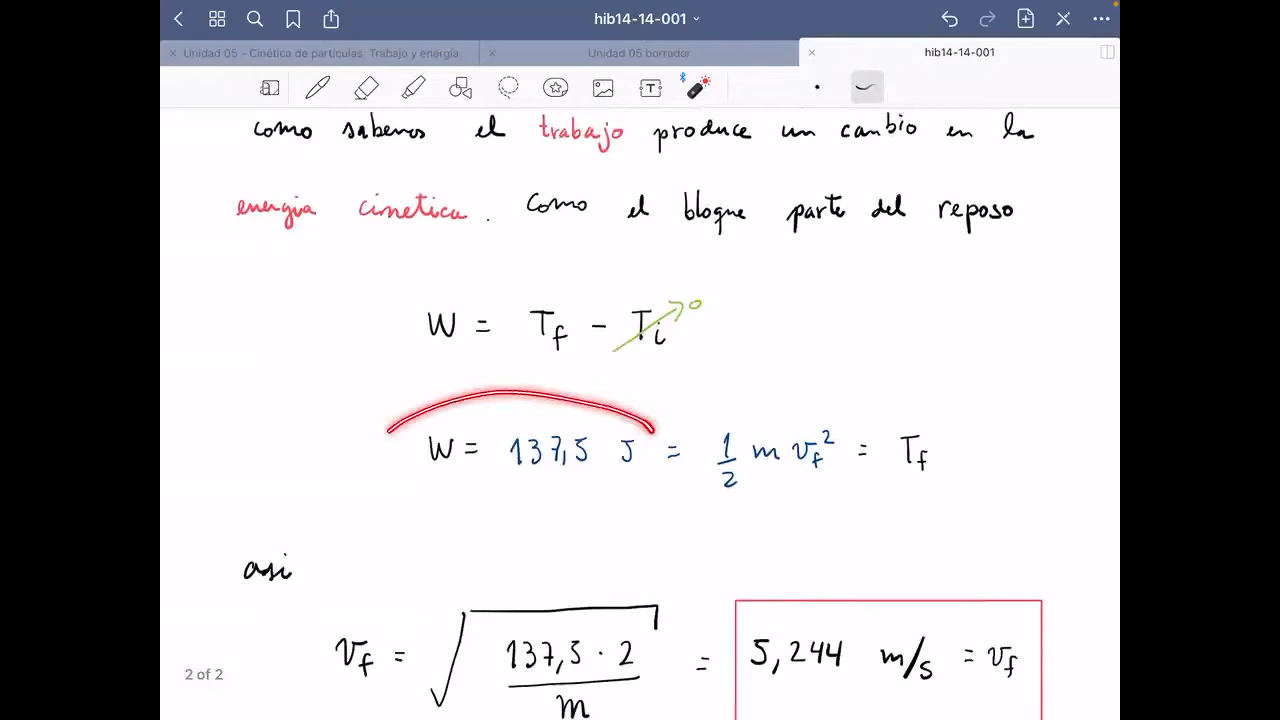 hib14-14-001
Unidad 05 - Cinética de partículas: Trabajo y energía
Unidad 05 borrador
hib14-14-001
T
como sabemos el trabajo produce un cambio en la
energia cinetica. Como el bloque parte del reposo
W = Tf - Ti → 0
W = 137,5 J = 1/2 m vf² = Tf
asi
vf = √(137,5 · 2 / m) = 5,244 m/s = vf
2 of 2